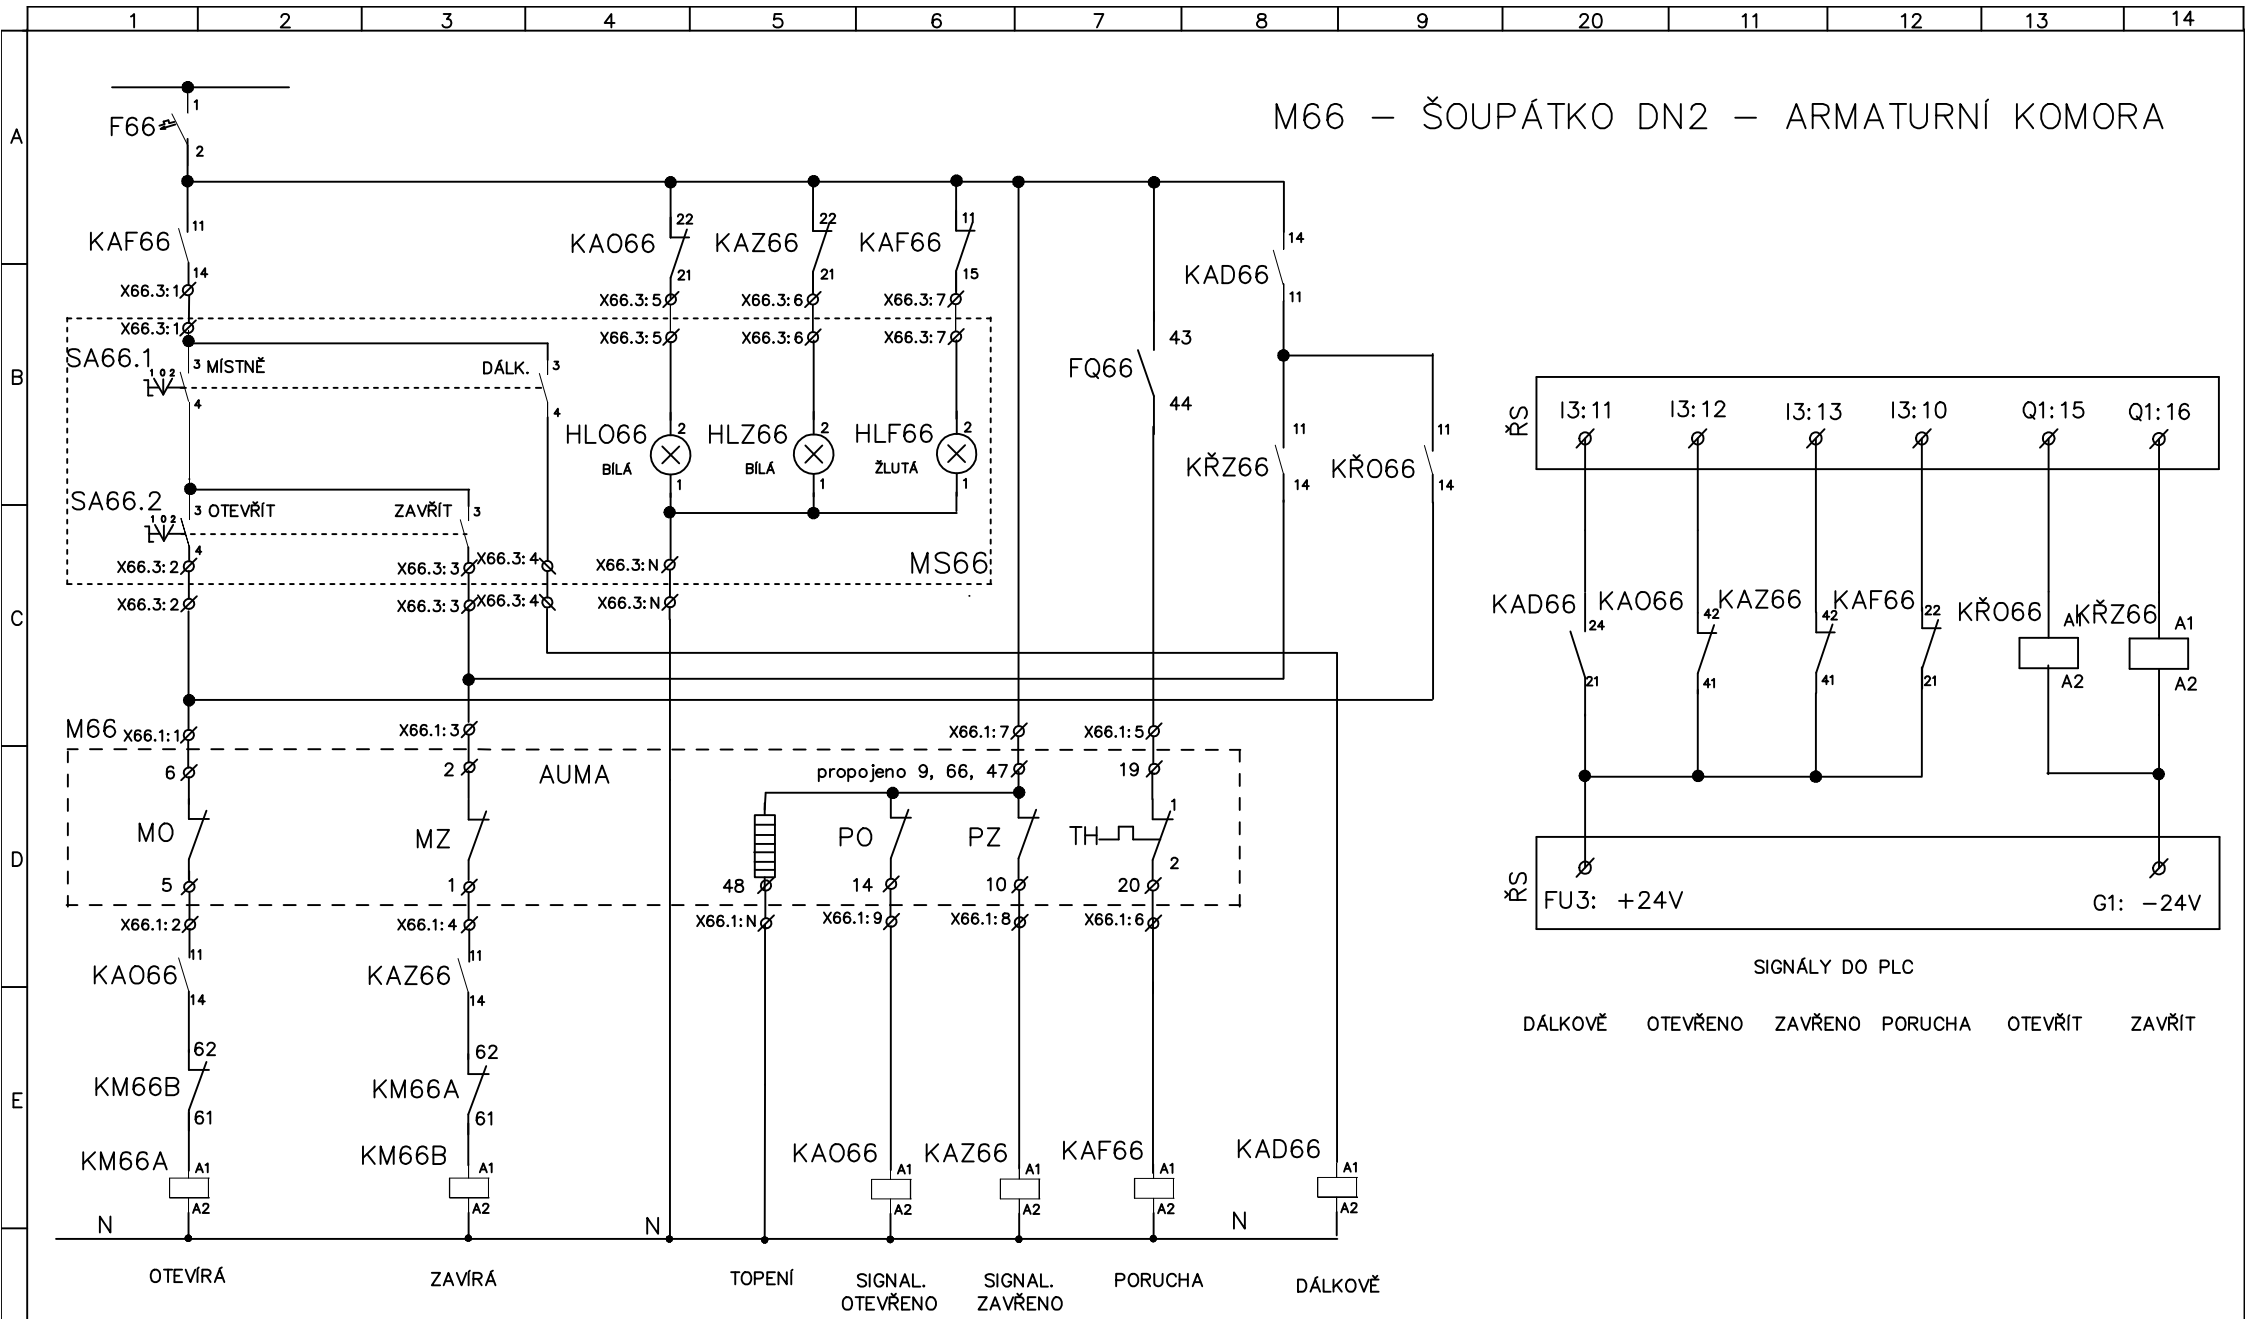 1 2 3 4 5 6 7 8 9 20 11 12 13 14
A
B
C
D
E
M66 – ŠOUPÁTKO DN2 – ARMATURNÍ KOMORA
1
F66
2
11
KAF66
14
X66.3:1
X66.3:1
22
KAO66
21
X66.3:5
X66.3:5
22
KAZ66
21
X66.3:6
X66.3:6
11
KAF66
15
X66.3:7
X66.3:7
14
KAD66
11
SA66.1
1 0 2
3 MÍSTNĚ
4
DÁLK. 3
4
HLO66
BÍLÁ
2
1
HLZ66
BÍLÁ
2
1
HLF66
ŽLUTÁ
2
1
43
FQ66
44
11
KŘZ66
14
11
KŘO66
14
SA66.2
1 0 2
3 OTEVŘÍT
4
ZAVŘÍT 3
X66.3:2
X66.3:3
X66.3:4
X66.3:N
MS66
X66.3:2
X66.3:3
X66.3:4
X66.3:N
M66
X66.1:1
X66.1:3
X66.1:7
X66.1:5
6
2
AUMA
propojeno 9, 66, 47
19
MO
MZ
PO
PZ
TH
1
2
5
1
48
14
10
20
X66.1:2
X66.1:4
X66.1:N
X66.1:9
X66.1:8
X66.1:6
11
KAO66
14
11
KAZ66
14
62
KM66B
61
62
KM66A
61
KM66A
A1
A2
KM66B
A1
A2
KAO66
A1
A2
KAZ66
A1
A2
KAF66
A1
A2
KAD66
A1
A2
N
N
N
OTEVÍRÁ
ZAVÍRÁ
TOPENÍ
SIGNAL.
OTEVŘENO
SIGNAL.
ZAVŘENO
PORUCHA
DÁLKOVĚ
ŘS
I3:11
I3:12
I3:13
I3:10
Q1:15
Q1:16
KAD66
24
21
KAO66
42
41
KAZ66
42
41
KAF66
22
21
KŘO66
A1
A2
KŘZ66
A1
A2
ŘS
FU3: +24V
G1: –24V
SIGNÁLY DO PLC
DÁLKOVĚ
OTEVŘENO
ZAVŘENO
PORUCHA
OTEVŘÍT
ZAVŘÍT